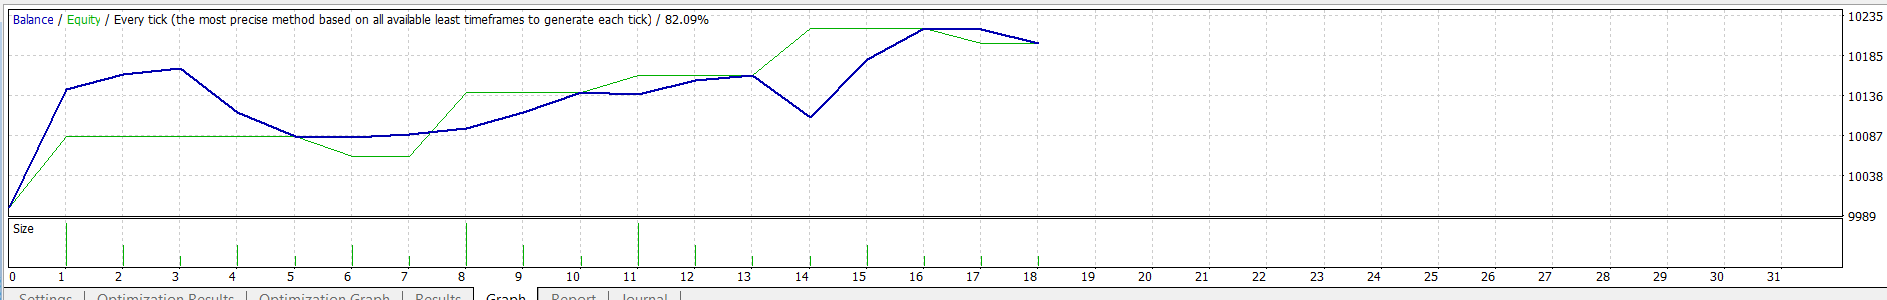 Balance / Equity / Every tick (the most precise method based on all available least timeframes to generate each tick) / 82.09%
10235
10185
10136
10087
10038
9989
Size
0 1 2 3 4 5 6 7 8 9 10 11 12 13 14 15 16 17 18 19 20 21 22 23 24 25 26 27 28 29 30 31
Settings Optimization Results Optimization Graph Results Graph Report Journal